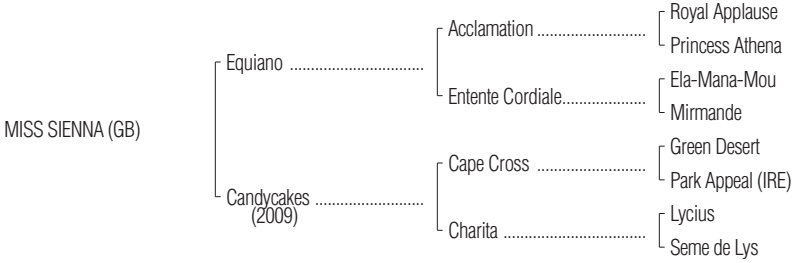 Royal Applause
Acclamation ..........................
Princess Athena
Equiano ................................
Ela-Mana-Mou
Entente Cordiale....................
Mirmande
MISS SIENNA (GB)
Green Desert
Cape Cross ..........................
Park Appeal (IRE)
Candycakes ..........................
(2009)
Lycius
Charita ..................................
Seme de Lys